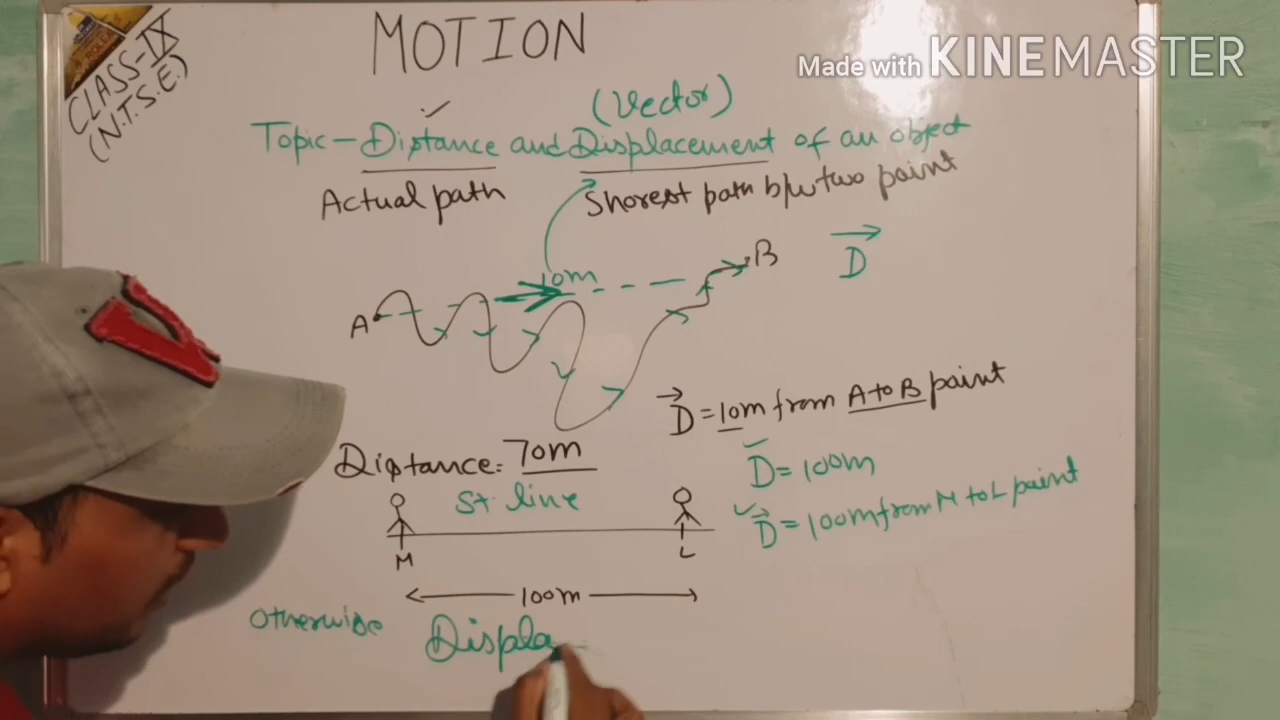 MOTION
Made with KINEMASTER
CLASS-IX
(N.T.S.E.)
(Vector)
Topic - Distance and Displacement of an object
Actual path
Shorest path b/w two point
10m
A
B
D
D = 10m from A to B point
Distance = 70m
D = 100m
St. line
D = 100m from M to L point
M
L
100m
Otherwise Displa